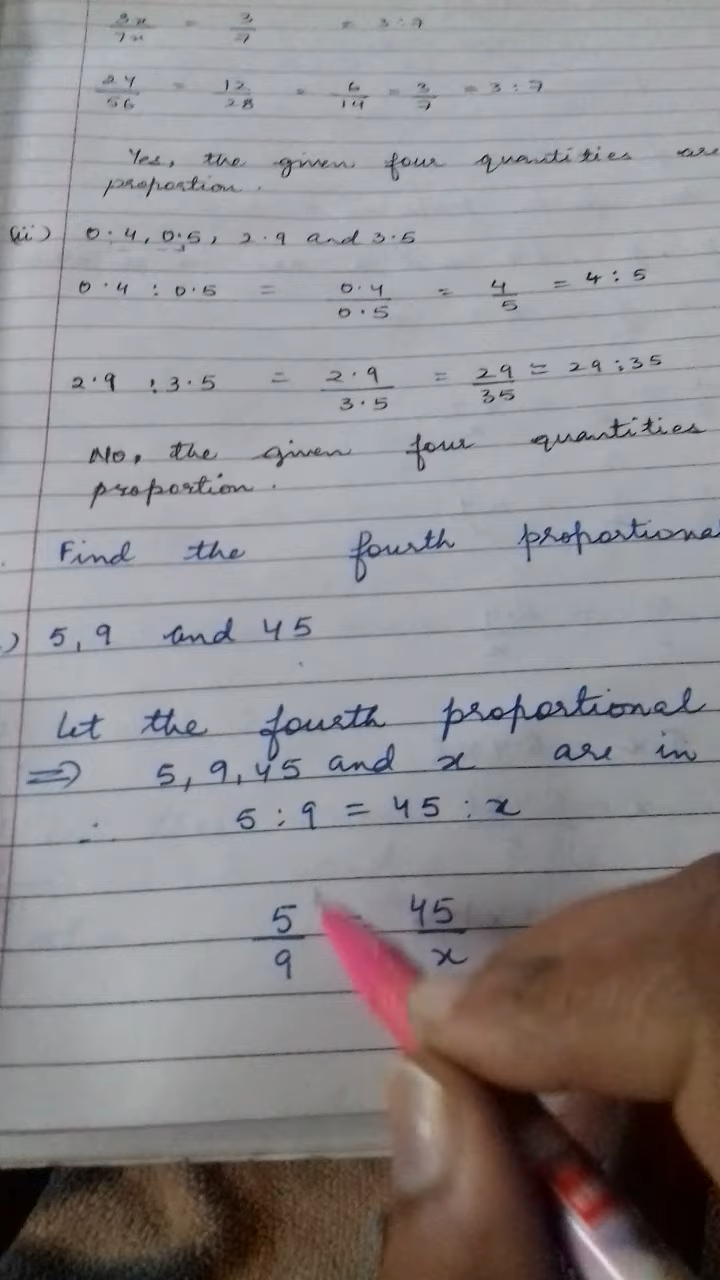 3x/7x = 3/7 = 3 : 7
24/56 = 12/28 = 6/14 = 3/7 = 3 : 7
Yes, the given four quantities are
proportion.
(ii) 0.4, 0.5, 2.9 and 3.5
0.4 : 0.5 = 0.4/0.5 = 4/5 = 4 : 5
2.9 : 3.5 = 2.9/3.5 = 29/35 = 29 : 35
No, the given four quantities
proportion.
Find the fourth proportiona
) 5, 9 and 45
Let the fourth proportional
⇒ 5, 9, 45 and x are in
∴ 5 : 9 = 45 : x
5/9 = 45/x